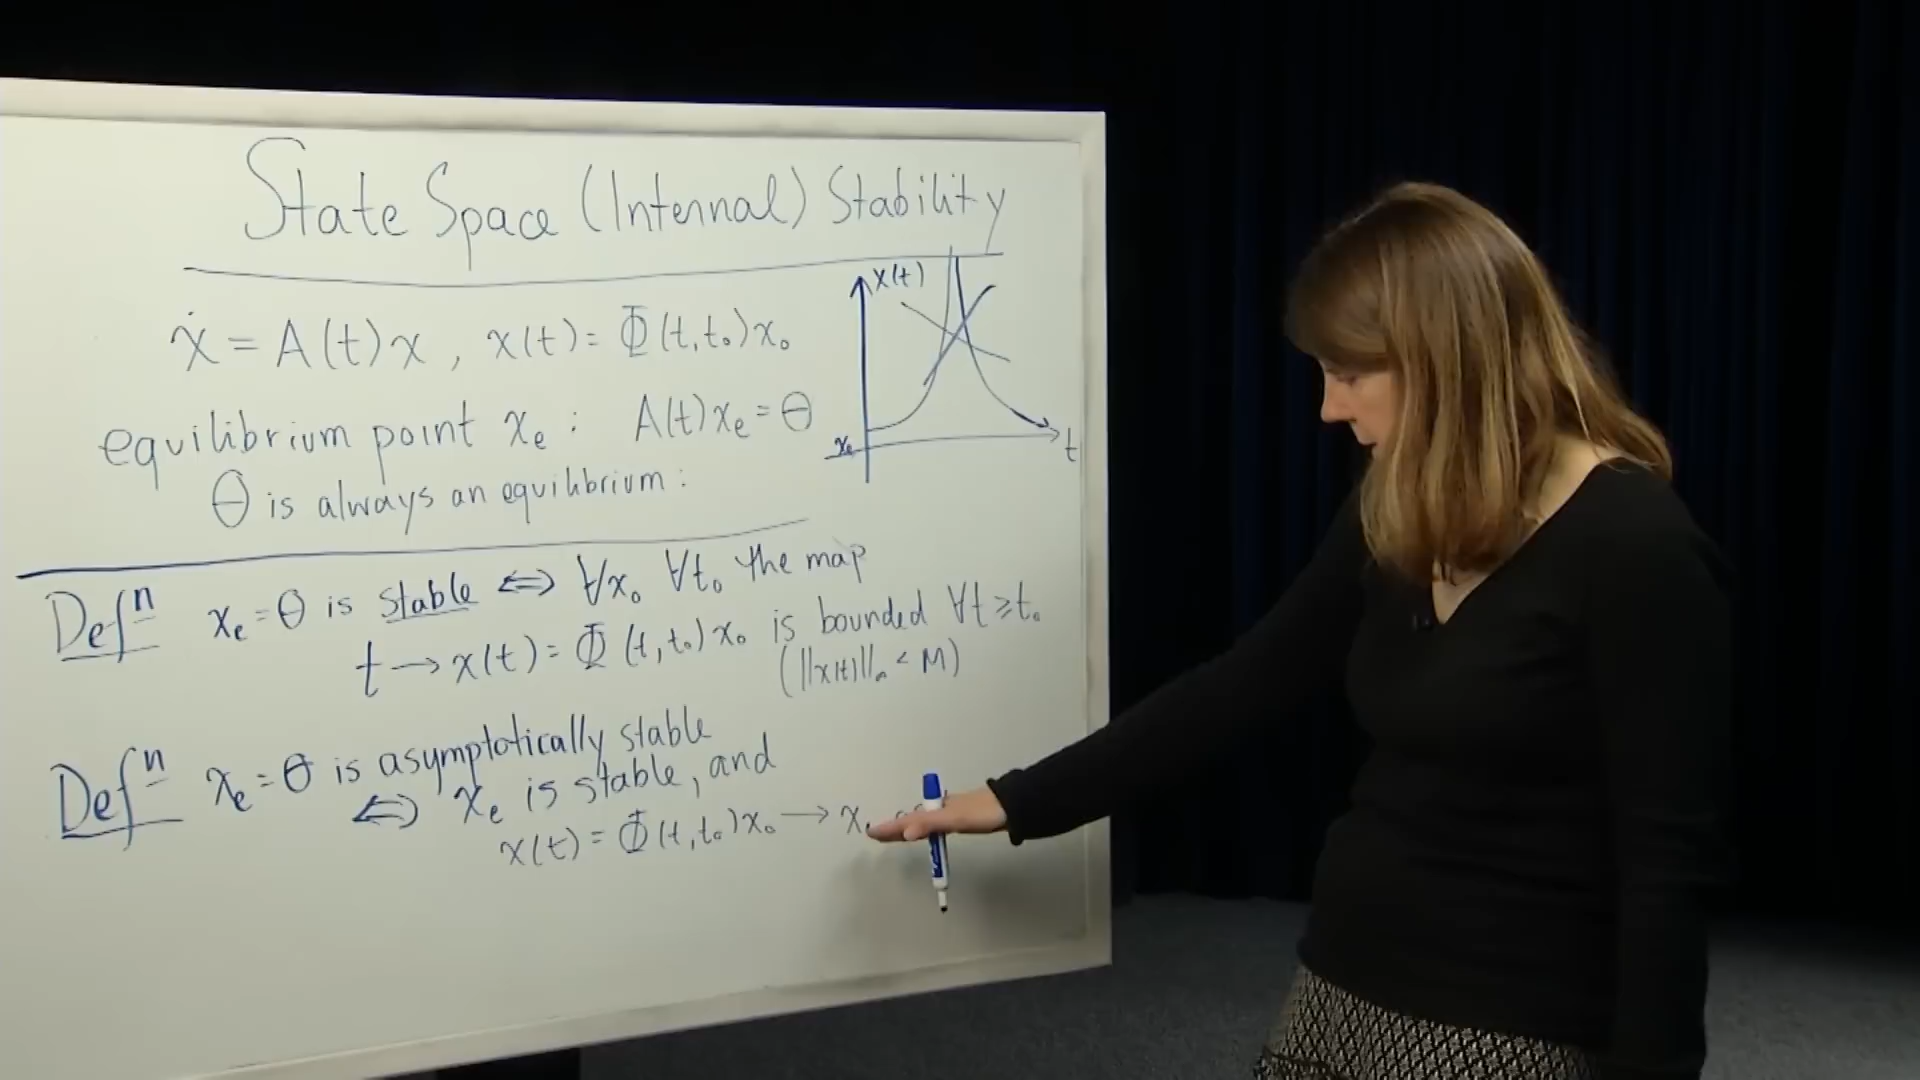 State Space (Internal) Stability
ẋ = A(t)x , x(t) = Φ(t,t₀)x₀
equilibrium point xₑ : A(t)xₑ = θ
θ is always an equilibrium :
x(t)
xₑ
t
Defⁿ xₑ = θ is stable ⇔ ∀x₀ ∀t₀ the map
t → x(t) = Φ(t,t₀)x₀ is bounded ∀t ≥ t₀
(||x(t)|| < M)
Defⁿ xₑ = θ is asymptotically stable
⇔ xₑ is stable, and
x(t) = Φ(t,t₀)x₀ → x